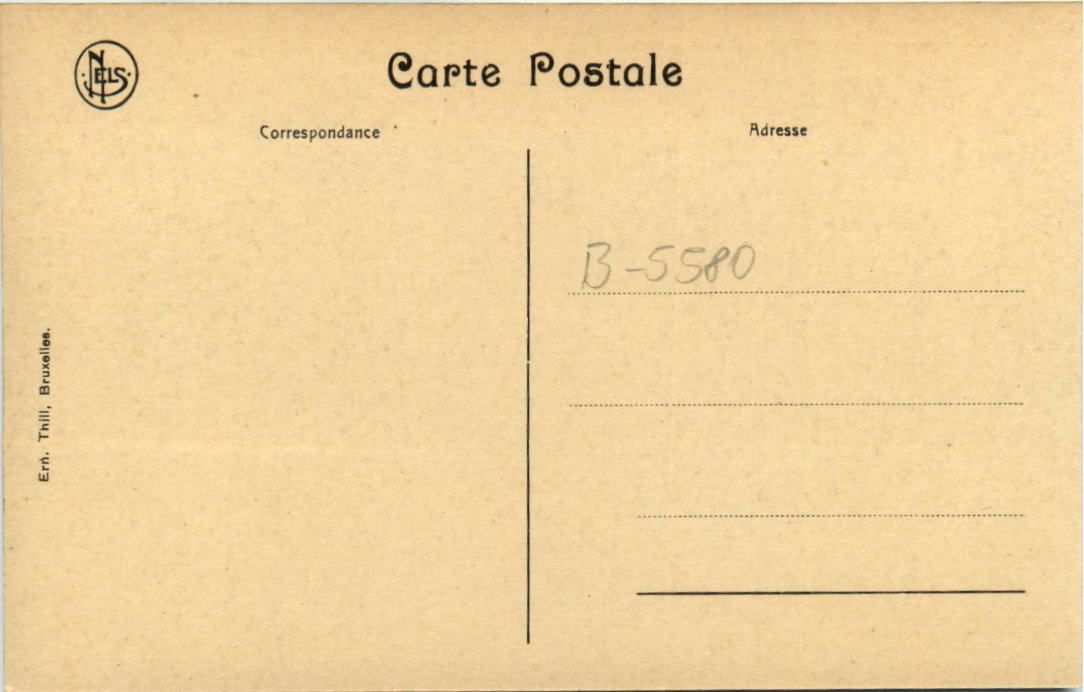 NELS
Carte Postale
Correspondance
Adresse
B-5580
Ern. Thill, Bruxelles.